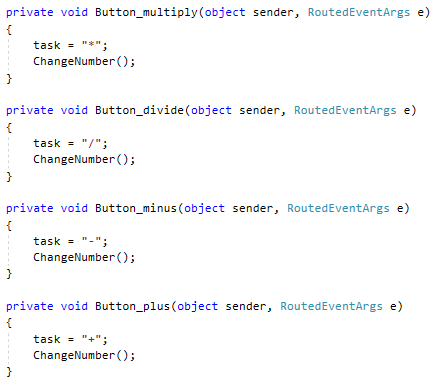 private void Button_multiply(object sender, RoutedEventArgs e)
{
    task = "*";
    ChangeNumber();
}

private void Button_divide(object sender, RoutedEventArgs e)
{
    task = "/";
    ChangeNumber();
}

private void Button_minus(object sender, RoutedEventArgs e)
{
    task = "-";
    ChangeNumber();
}

private void Button_plus(object sender, RoutedEventArgs e)
{
    task = "+";
    ChangeNumber();
}